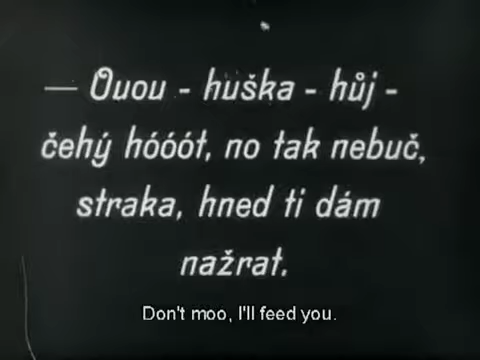 — Ouou - huška - hůj -
čehý hóóót, no tak nebuč,
straka, hned ti dám
nažrat.
Don't moo, I'll feed you.